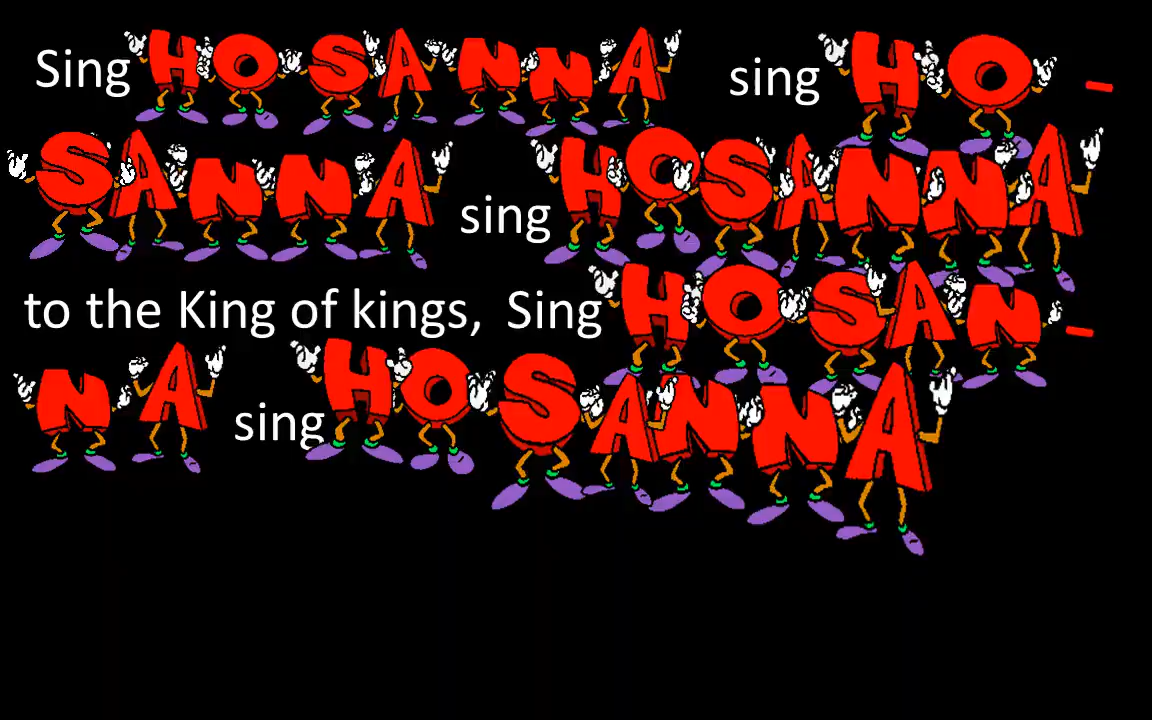 Sing HOSANNA sing HO -
SANNA sing HOSANNA
to the King of kings, Sing HOSAN -
NA sing HOSANNA